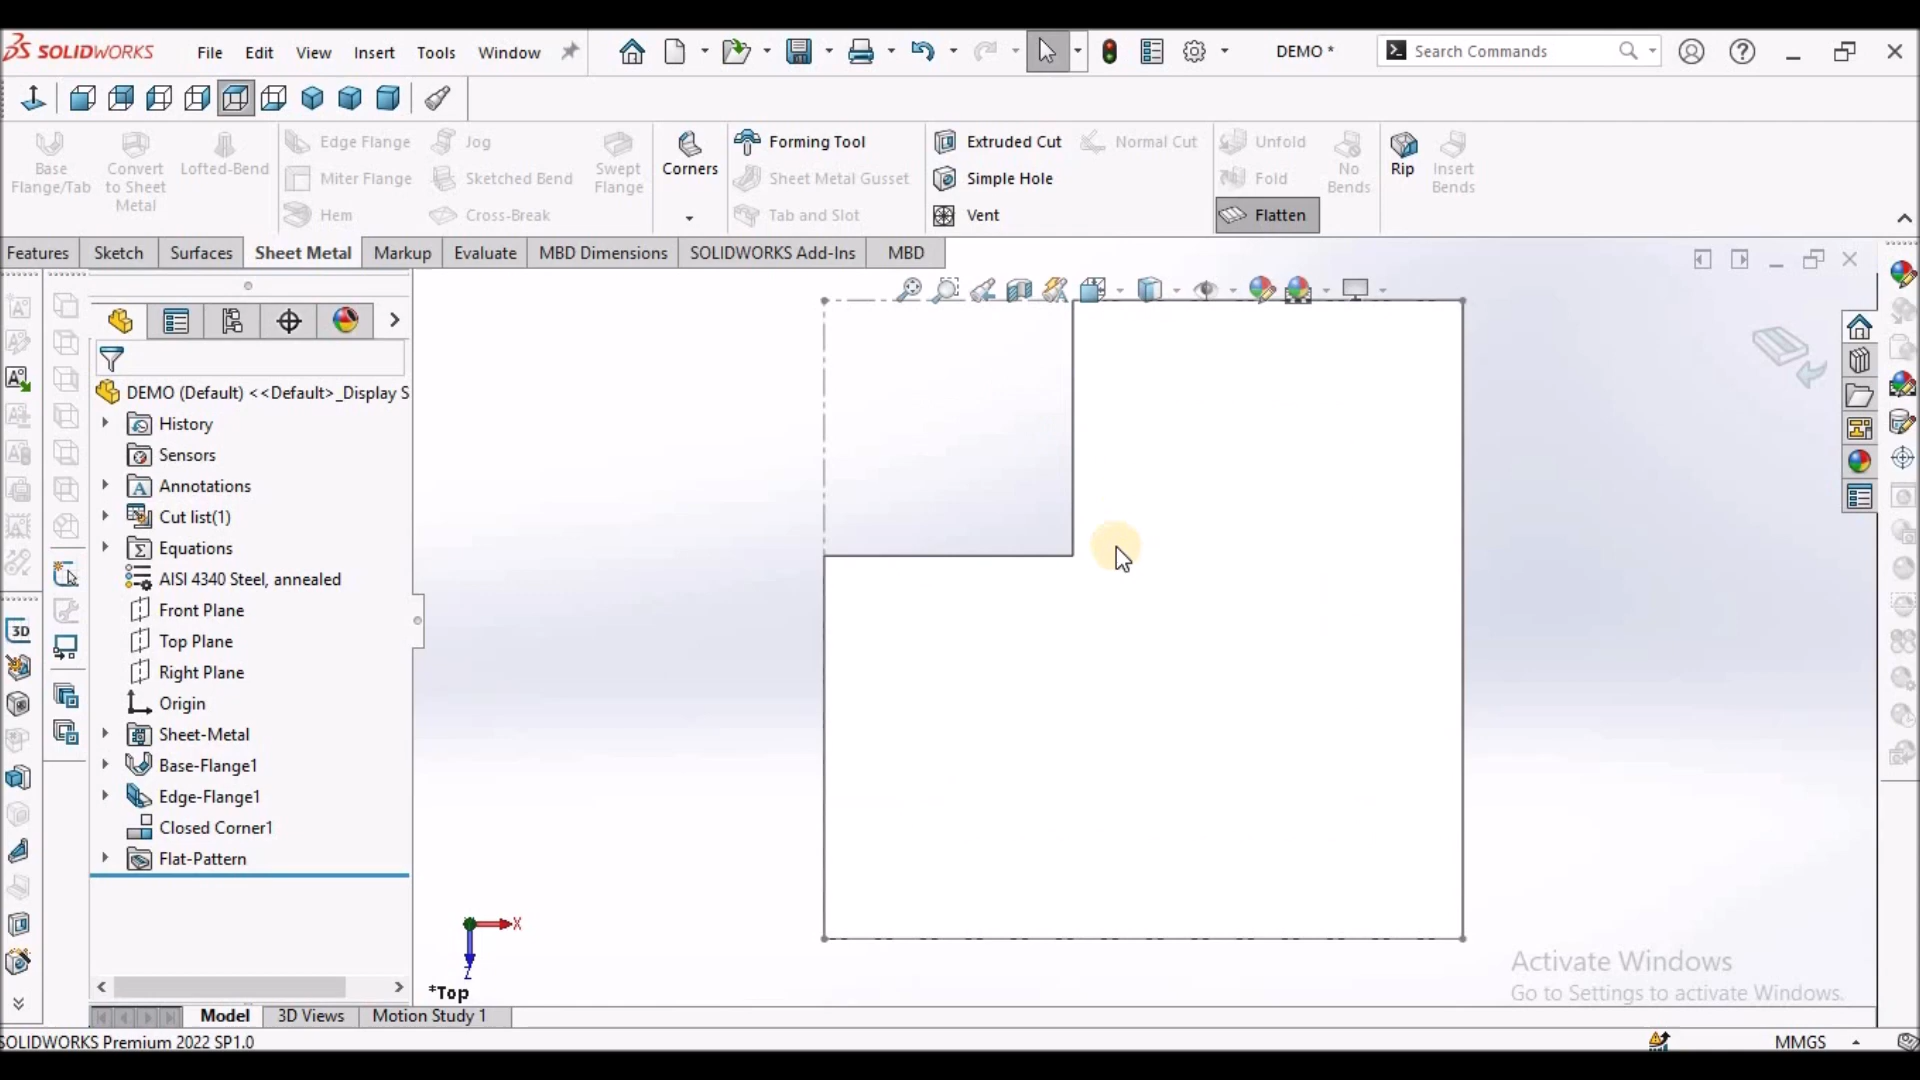 SOLIDWORKS File Edit View Insert Tools Window DEMO * Search Commands
Base Flange/Tab
Convert to Sheet Metal
Lofted-Bend
Edge Flange
Miter Flange
Hem
Jog
Sketched Bend
Cross-Break
Swept Flange
Corners
Forming Tool
Sheet Metal Gusset
Tab and Slot
Extruded Cut
Simple Hole
Vent
Normal Cut
Unfold
Fold
Flatten
No Bends
Rip
Insert Bends
Features Sketch Surfaces Sheet Metal Markup Evaluate MBD Dimensions SOLIDWORKS Add-Ins MBD
DEMO (Default) <<Default>_Display S
History
Sensors
Annotations
Cut list(1)
Equations
AISI 4340 Steel, annealed
Front Plane
Top Plane
Right Plane
Origin
Sheet-Metal
Base-Flange1
Edge-Flange1
Closed Corner1
Flat-Pattern
3D
X
Z
*Top
Activate Windows
Go to Settings to activate Windows.
Model 3D Views Motion Study 1
SOLIDWORKS Premium 2022 SP1.0 MMGS